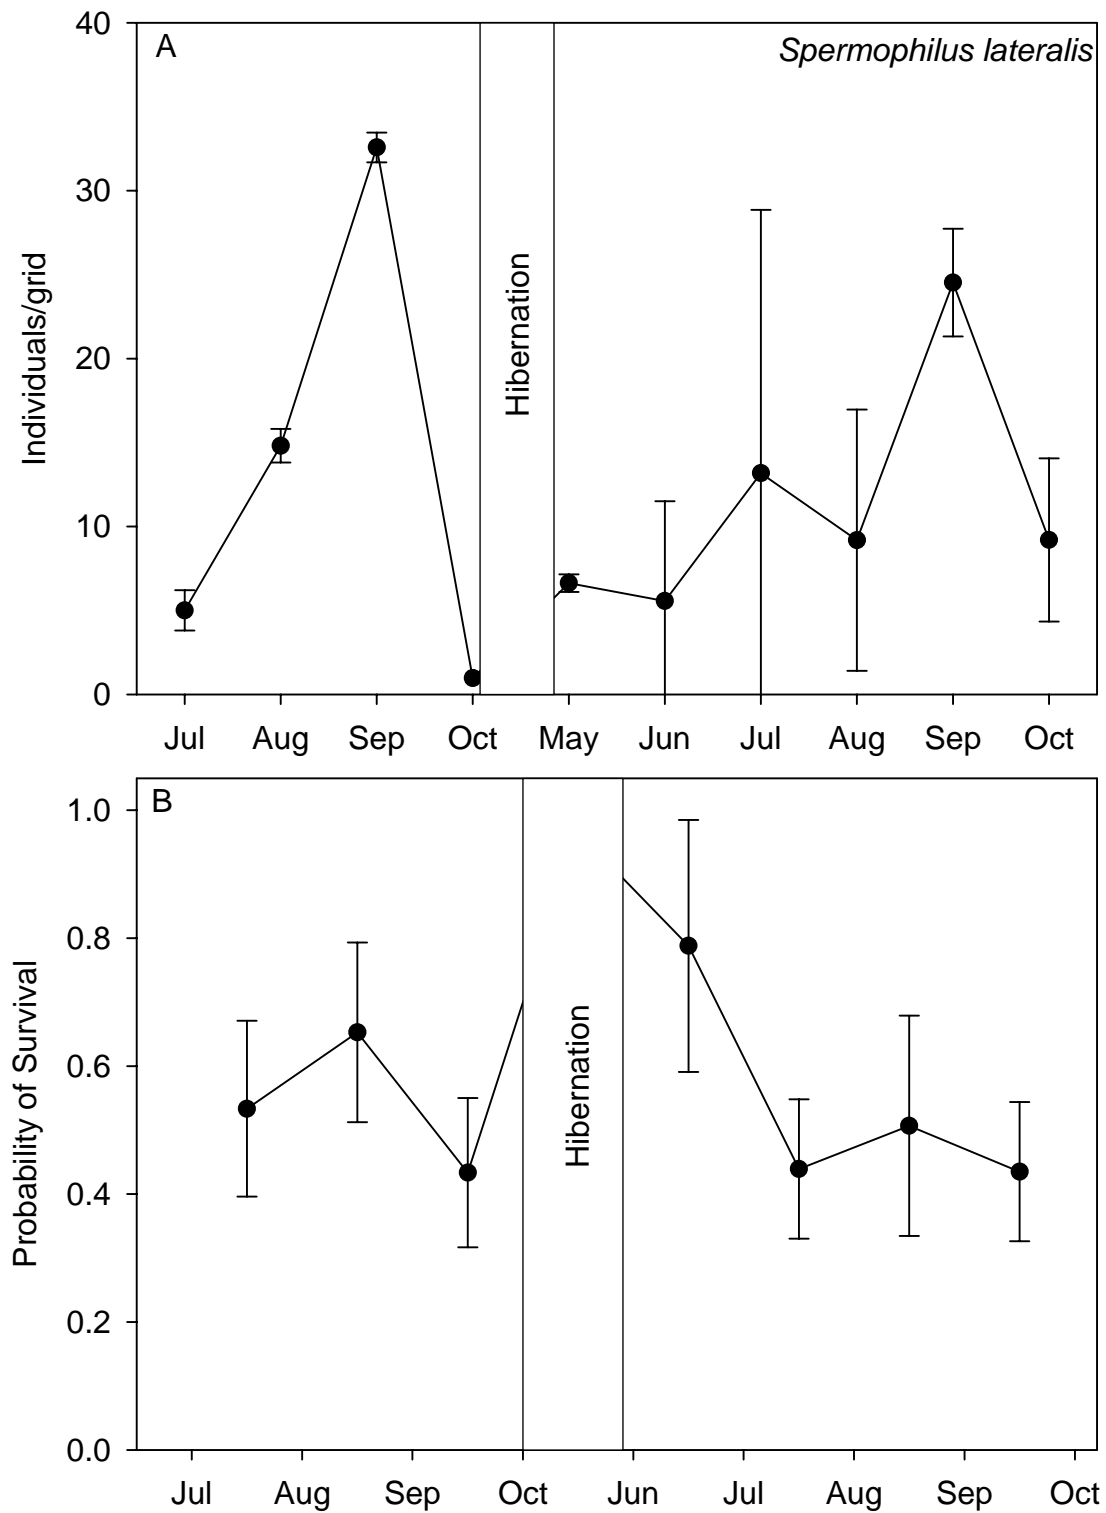 A
Spermophilus lateralis
40
30
20
10
0
Individuals/grid
Hibernation
Jul Aug Sep Oct May Jun Jul Aug Sep Oct
B
1.0
0.8
0.6
0.4
0.2
0.0
Probability of Survival
Hibernation
Jul Aug Sep Oct Jun Jul Aug Sep Oct